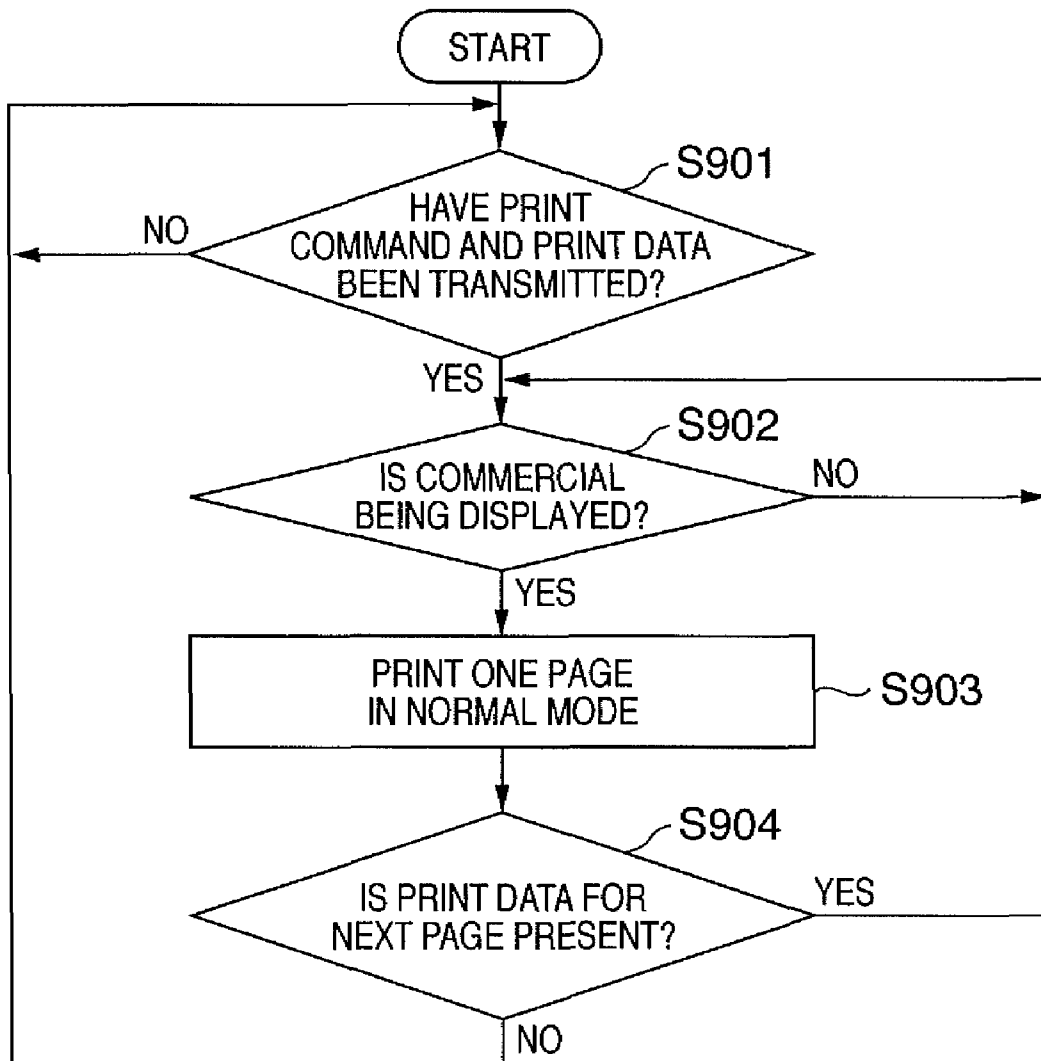 START
S901
HAVE PRINT
COMMAND AND PRINT DATA
BEEN TRANSMITTED?
NO
YES
S902
IS COMMERCIAL
BEING DISPLAYED?
NO
YES
PRINT ONE PAGE
IN NORMAL MODE
S903
S904
IS PRINT DATA FOR
NEXT PAGE PRESENT?
YES
NO